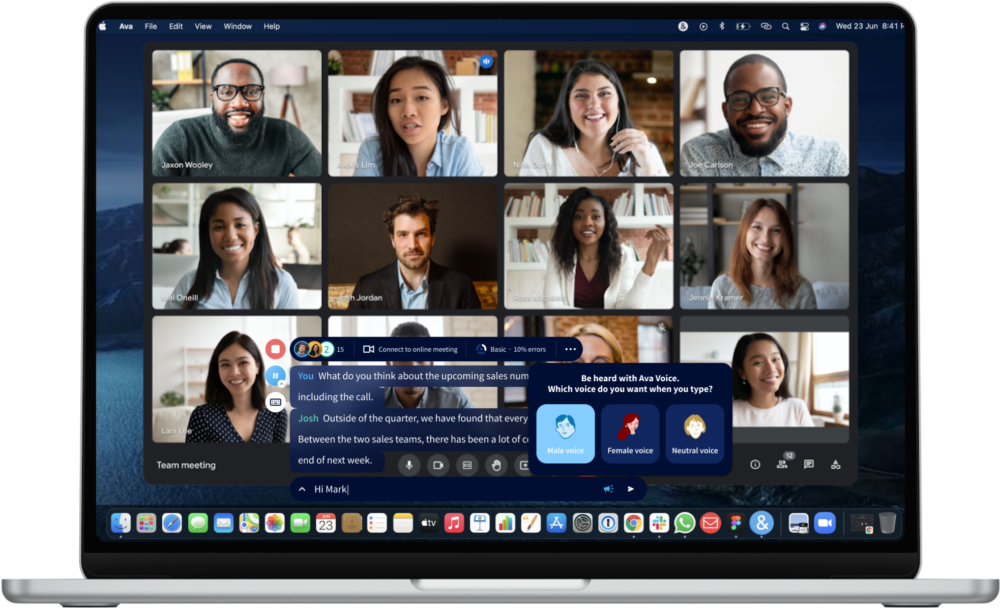 Ava File Edit View Window Help
Wed 23 Jun 8:41 P
Jaxon Wooley
Alexis Lim
Nina Duffy
Joe Carlson
Mai Oneill
Josh Jordan
Rosa Michaels
Jennie Kramer
Lani Lee
2 15 Connect to online meeting Basic · 10% errors
You What do you think about the upcoming sales num
including the call.
Josh Outside of the quarter, we have found that every
Between the two sales teams, there has been a lot of co
end of next week.
Be heard with Ava Voice.
Which voice do you want when you type?
Male voice
Female voice
Neutral voice
Team meeting
CC
12
Hi Mark
JUN
23
tv
&